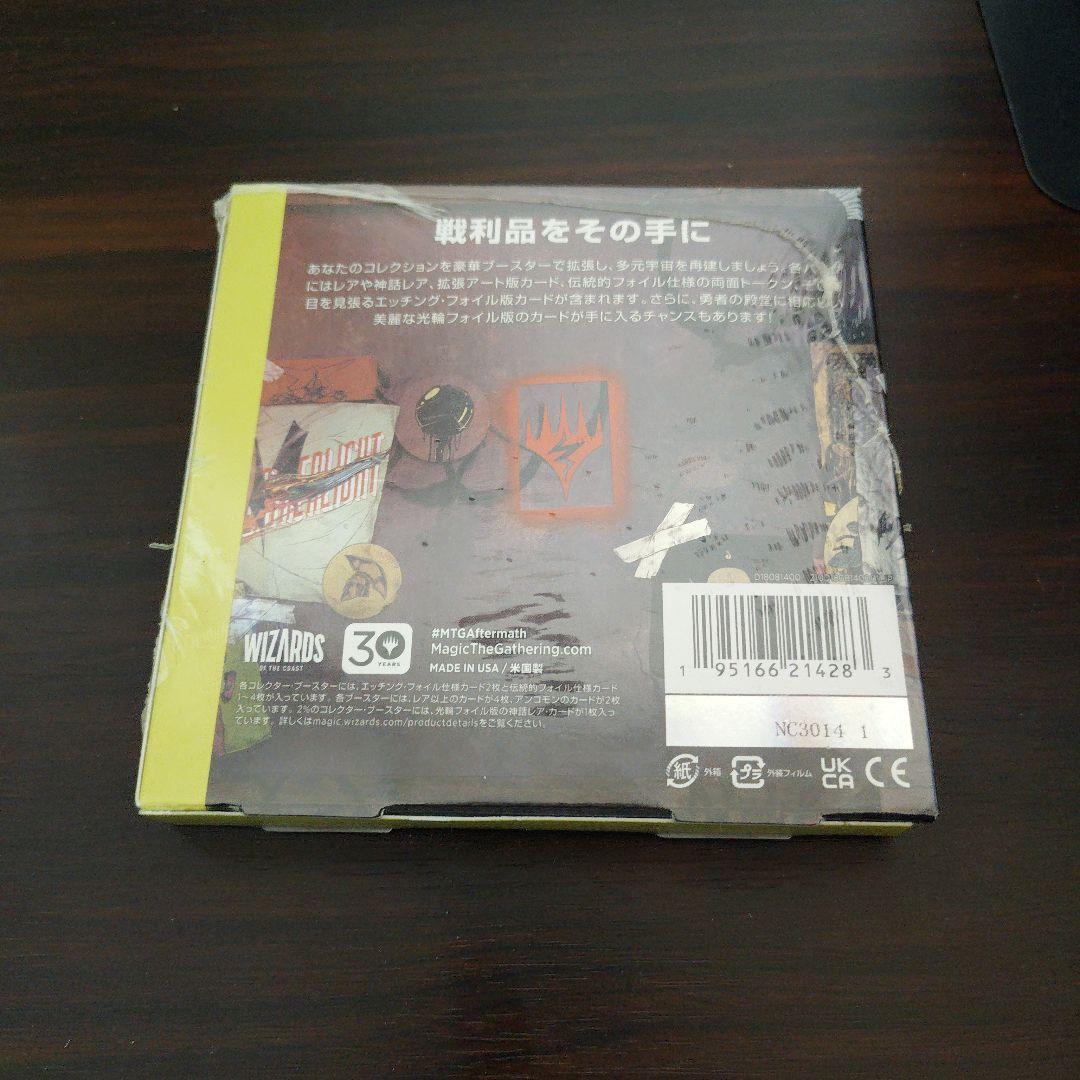 戦利品をその手に
あなたのコレクションを豪華ブースターで拡張し、多元宇宙を再建しましょう。各パ
にはレアや神話レア、拡張アート版カード、伝統的フォイル仕様の両面トークン、
目を見張るエッチング・フォイル版カードが含まれます。さらに、勇者の殿堂に相応しい
美麗な光輪フォイル版のカードが手に入るチャンスもあります！
D18081400
WIZARDS
OF THE COAST
30
YEARS
#MTGAftermath
MagicTheGathering.com
MADE IN USA / 米国製
各コレクター・ブースターには、エッチング・フォイル仕様カード2枚と伝統的フォイル仕様カード
1~4枚が入っています。各ブースターには、レア以上のカードが4枚、アンコモンのカードが2枚
入っています。2%のコレクター・ブースターには、光輪フォイル版の神話レア・カードが1枚入っ
ています。詳しくはmagic.wizards.com/productdetailsをご覧ください。
1 95166 21428 3
NC3014 1
紙 外箱 プラ 外装フィルム UK CA CE